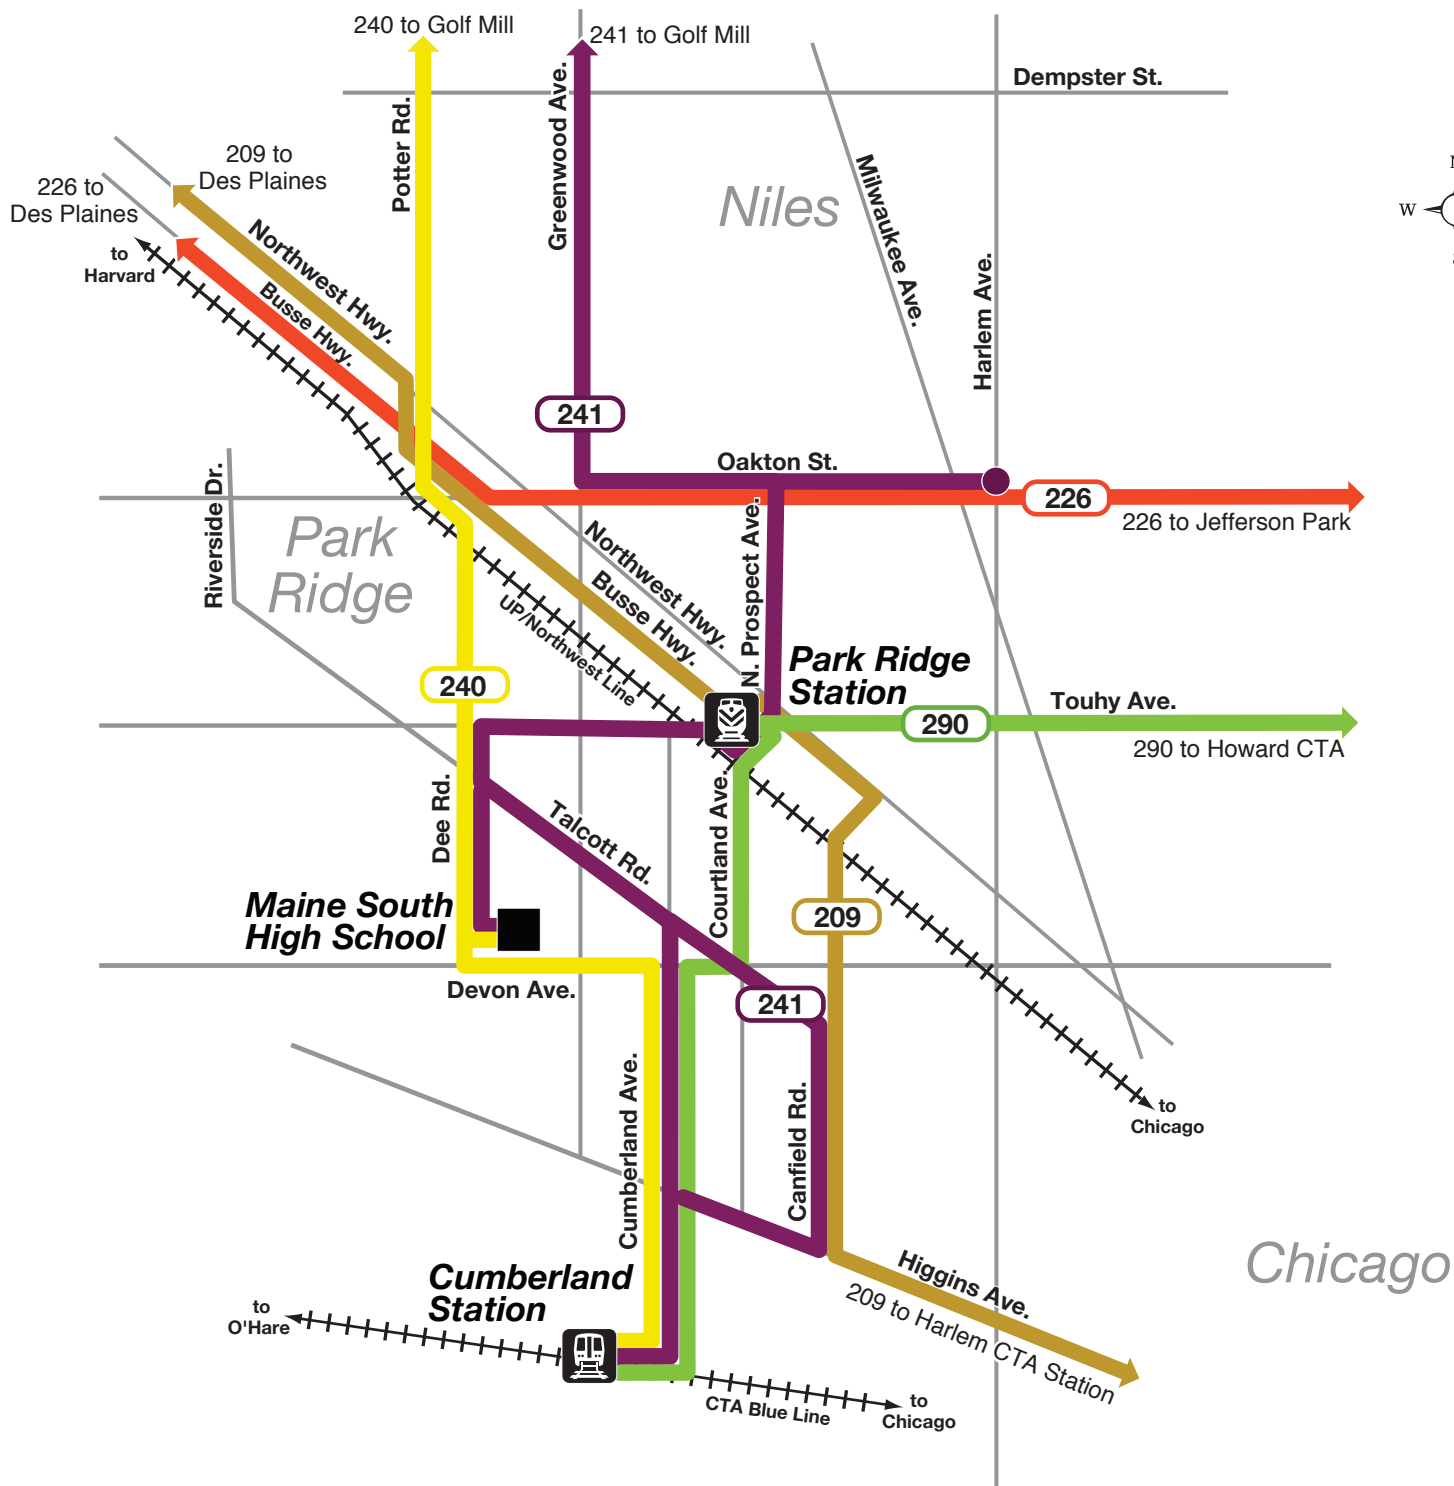 240 to Golf Mill
241 to Golf Mill
Dempster St.
Potter Rd.
Greenwood Ave.
209 to
Des Plaines
226 to
Des Plaines
Niles
Milwaukee Ave.
W
to
Harvard
Northwest Hwy.
Busse Hwy.
Harlem Ave.
241
Oakton St.
226
226 to Jefferson Park
Riverside Dr.
Park
Ridge
N. Prospect Ave.
Northwest Hwy.
Busse Hwy.
UP/Northwest Line
Park Ridge
Station
240
Touhy Ave.
290
290 to Howard CTA
Dee Rd.
Talcott Rd.
Courtland Ave.
Maine South
High School
209
Devon Ave.
241
Cumberland Ave.
Canfield Rd.
to
Chicago
Chicago
Cumberland
Station
Higgins Ave.
209 to Harlem CTA Station
to
O'Hare
CTA Blue Line
to
Chicago